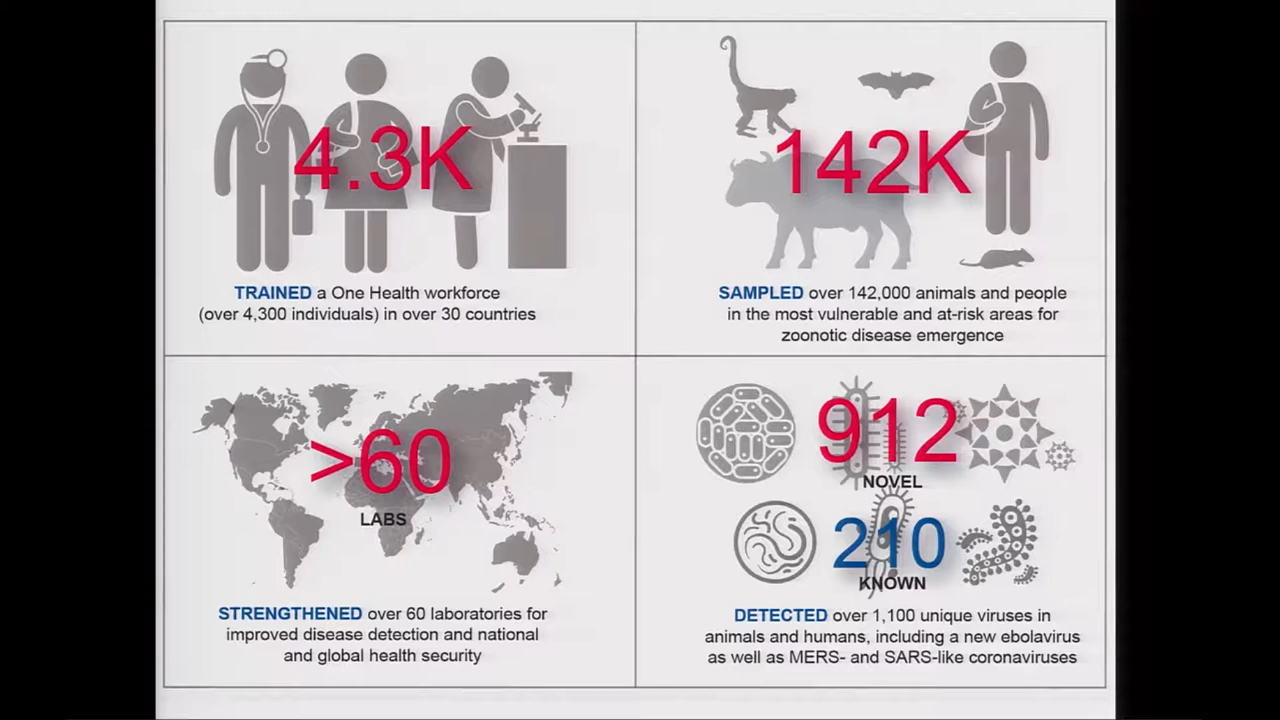 4.3K
TRAINED a One Health workforce
(over 4,300 individuals) in over 30 countries
142K
SAMPLED over 142,000 animals and people
in the most vulnerable and at-risk areas for
zoonotic disease emergence
>60
LABS
STRENGTHENED over 60 laboratories for
improved disease detection and national
and global health security
912
NOVEL
210
KNOWN
DETECTED over 1,100 unique viruses in
animals and humans, including a new ebolavirus
as well as MERS- and SARS-like coronaviruses